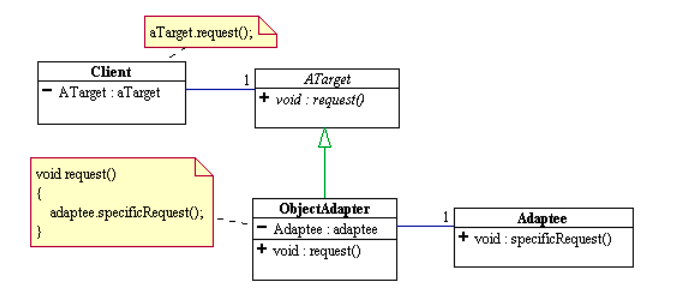 aTarget.request();
Client
- ATarget : aTarget
1
ATarget
+ void : request()
void request()
{
adaptee.specificRequest();
}
ObjectAdapter
- Adaptee : adaptee
+ void : request()
1
Adaptee
+ void : specificRequest()